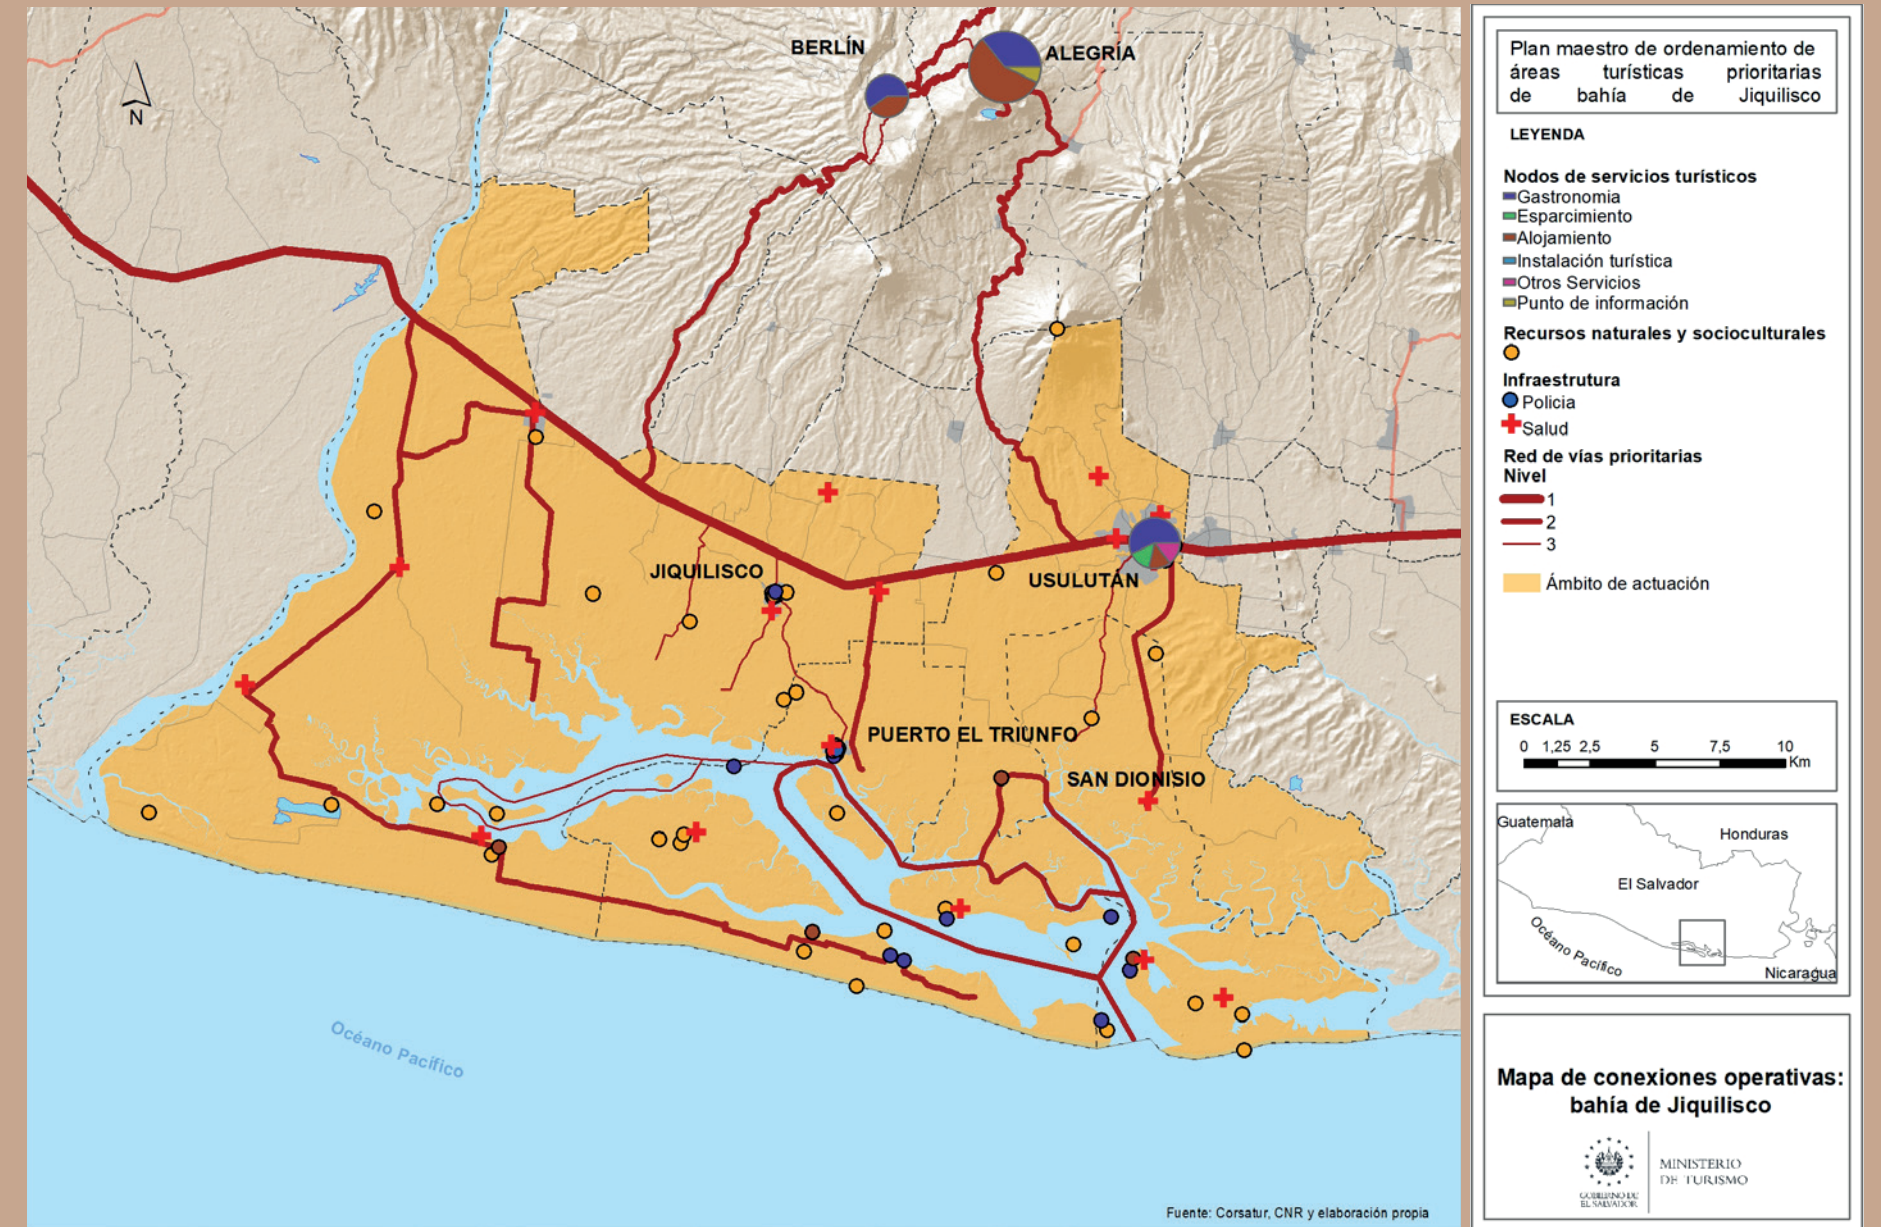 BERLÍN
ALEGRÍA
N
JIQUILISCO
USULUTÁN
PUERTO EL TRIUNFO
SAN DIONISIO
Océano Pacífico
Fuente: Corsatur, CNR y elaboración propia
Plan maestro de ordenamiento de
áreas turísticas prioritarias
de bahía de Jiquilisco
LEYENDA
Nodos de servicios turísticos
Gastronomia
Esparcimiento
Alojamiento
Instalación turística
Otros Servicios
Punto de información
Recursos naturales y socioculturales
Infraestrutura
Policia
Salud
Red de vías prioritarias
Nivel
1
2
3
Ámbito de actuación
ESCALA
0 1,25 2,5 5 7,5 10
Km
Guatemala
Honduras
El Salvador
Océano Pacífico
Nicaragua
Mapa de conexiones operativas:
bahía de Jiquilisco
MINISTERIO
DE TURISMO
GOBIERNO DE
EL SALVADOR